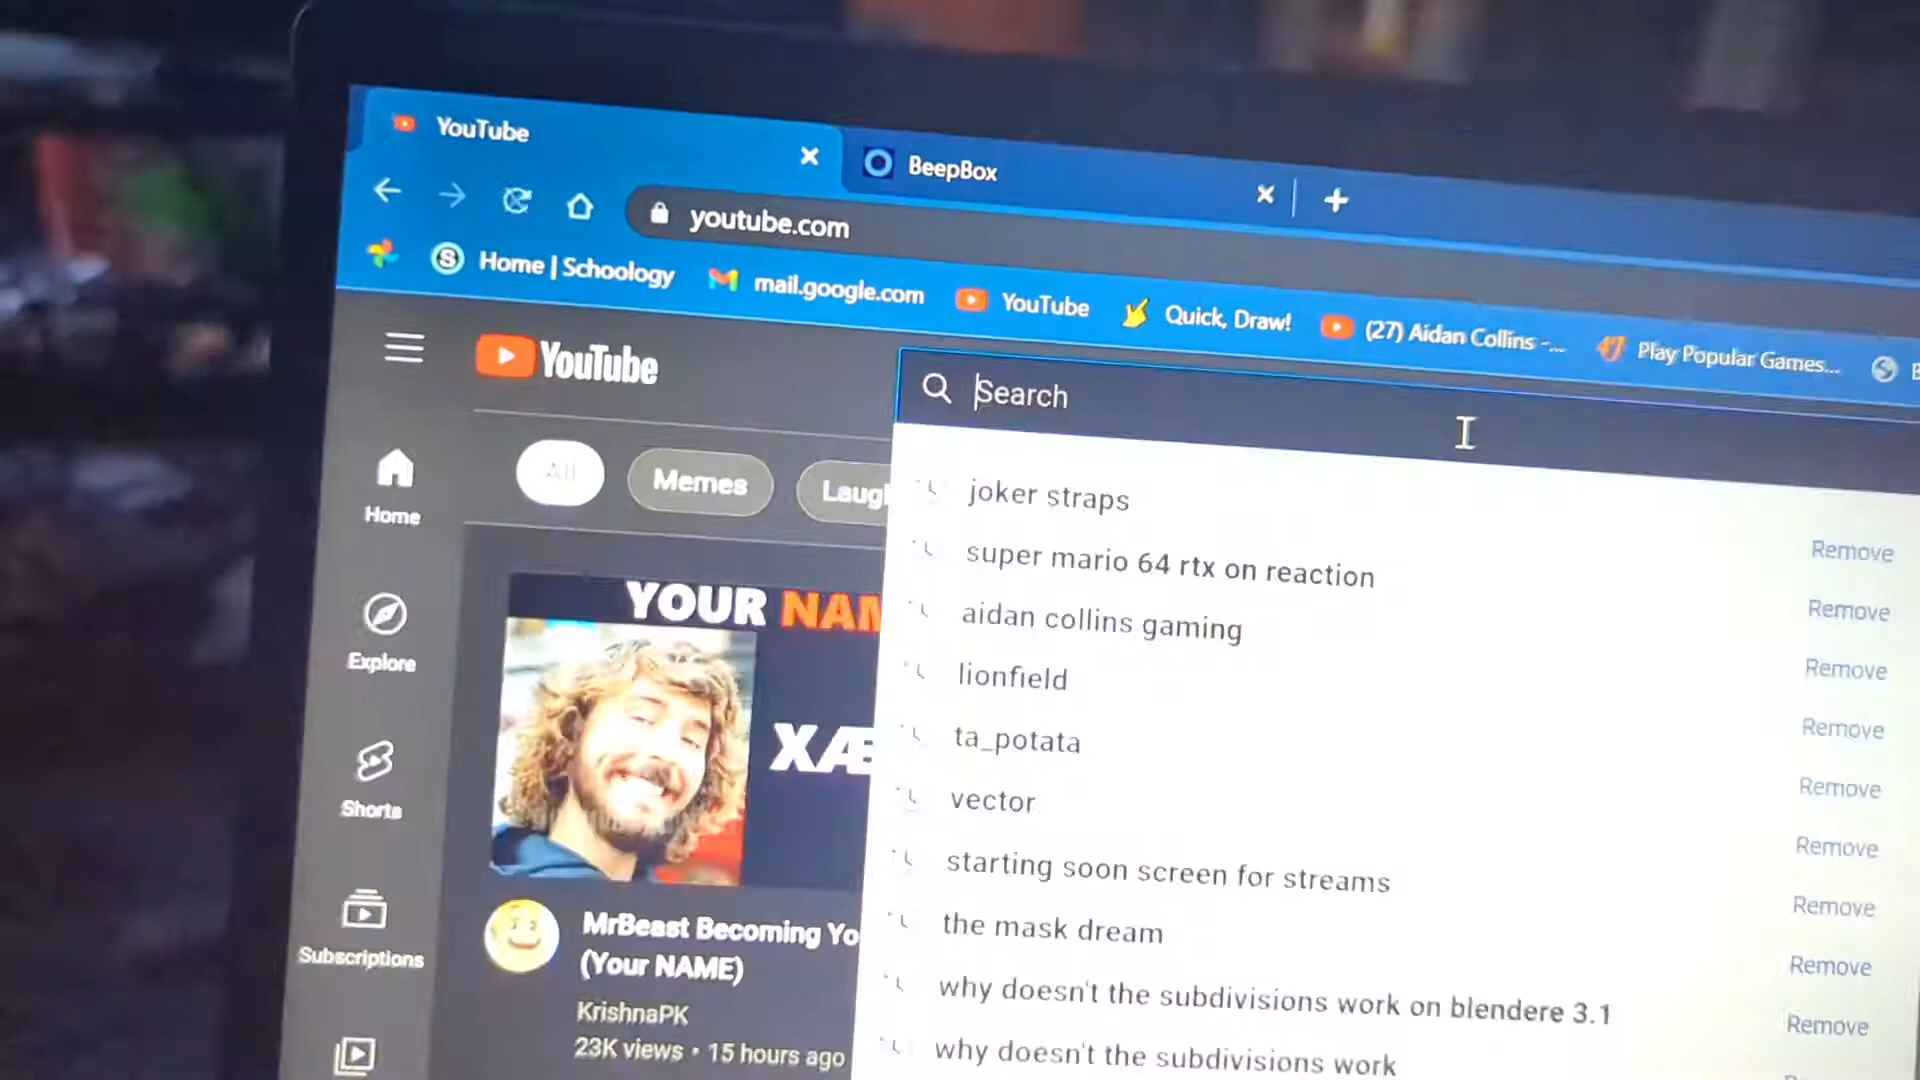 YouTube
BeepBox
youtube.com
Home | Schoology
mail.google.com
YouTube
Quick, Draw!
(27) Aidan Collins -...
Play Popular Games...
YouTube
Search
All
Memes
Laugh
joker straps
Remove
super mario 64 rtx on reaction
Remove
aidan collins gaming
Remove
lionfield
Remove
ta_potata
Remove
vector
Remove
starting soon screen for streams
Remove
the mask dream
Remove
why doesn't the subdivisions work on blendere 3.1
Remove
why doesn't the subdivisions work
Home
Explore
Shorts
Subscriptions
YOUR NAM
XÆ
MrBeast Becoming Yo
(Your NAME)
KrishnaPK
23K views • 15 hours ago